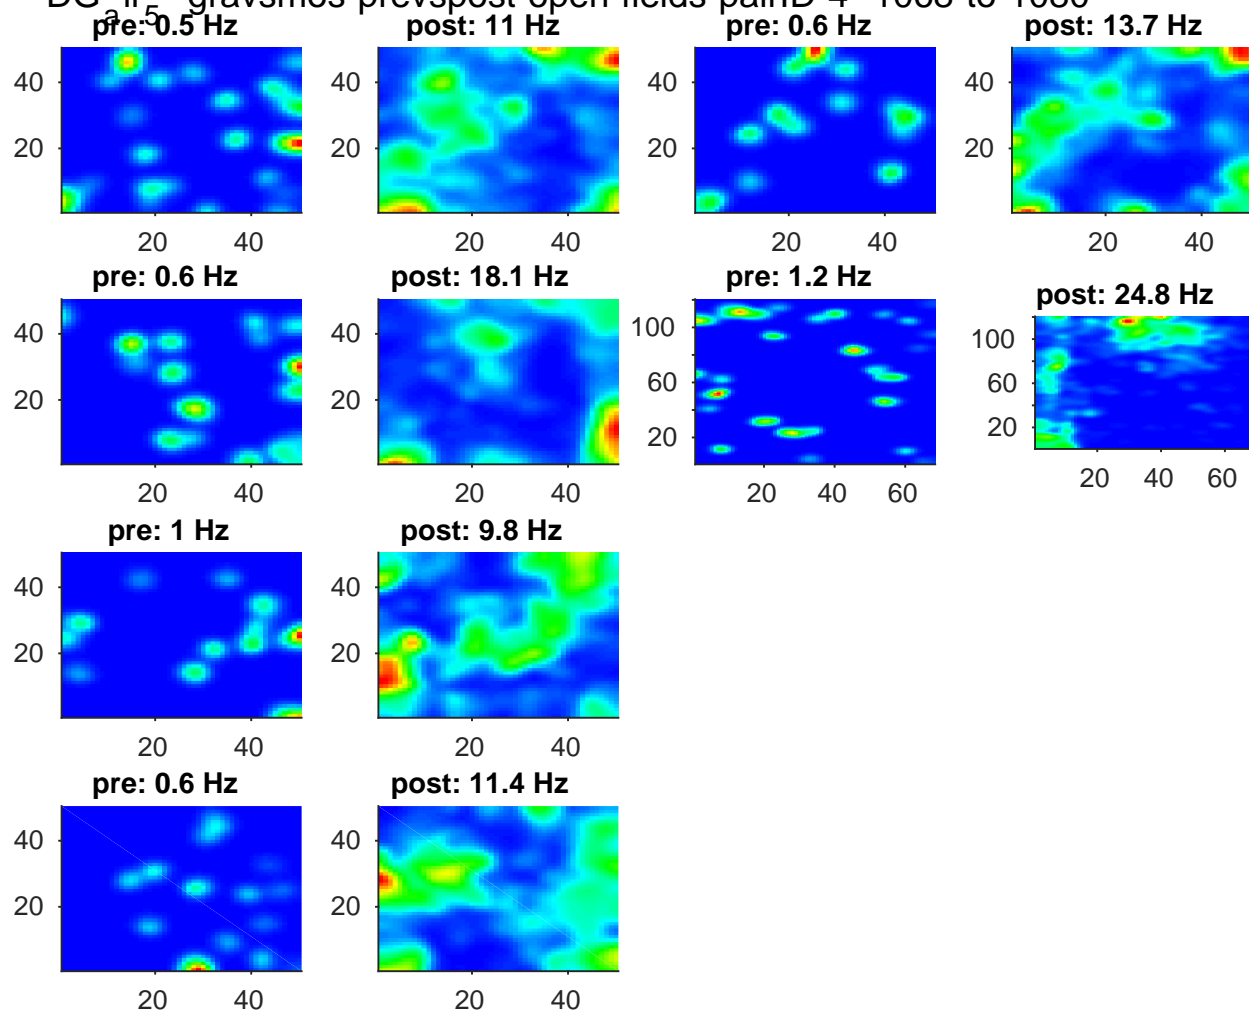 pre: 0.5 Hz post: 11 Hz pre: 0.6 Hz post: 13.7 Hz
40 40 40 40
20 20 20 20
20 40 20 40 20 40 20 40
pre: 0.6 Hz post: 18.1 Hz pre: 1.2 Hz post: 24.8 Hz
40 40 100 100
20 20 60 60
20 20
20 40 20 40 20 40 60 20 40 60
pre: 1 Hz post: 9.8 Hz
40 40
20 20
20 40 20 40
pre: 0.6 Hz post: 11.4 Hz
40 40
20 20
20 40 20 40